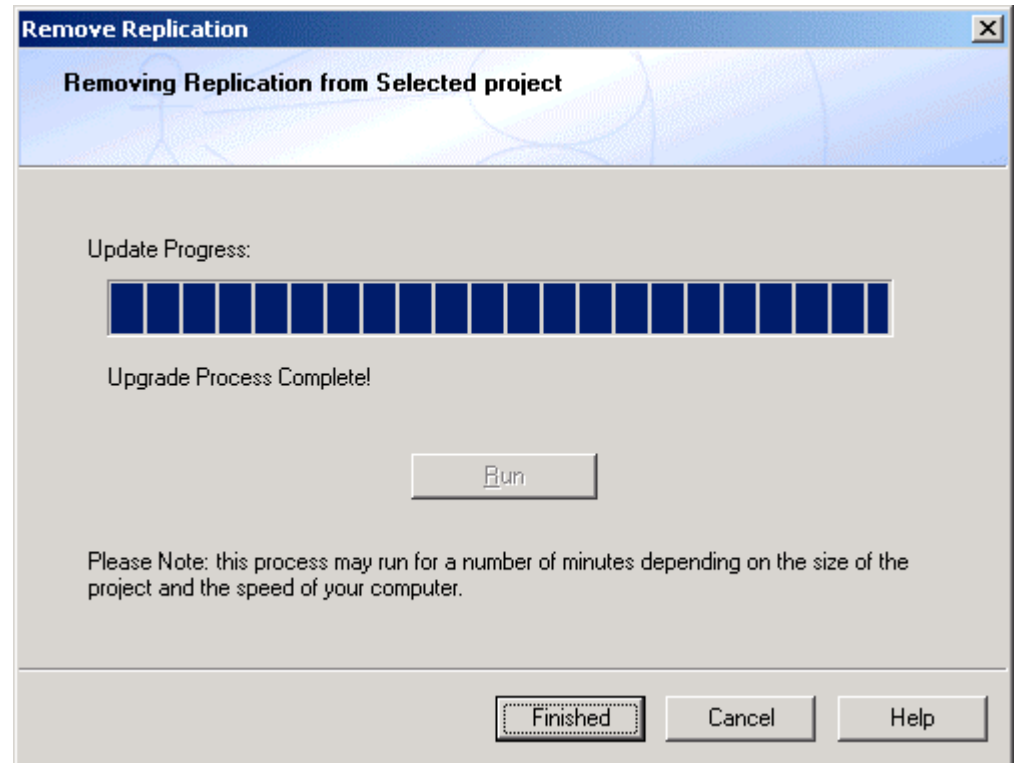 Remove Replication
Removing Replication from Selected project
Update Progress:
Upgrade Process Complete!
Run
Please Note: this process may run for a number of minutes depending on the size of the
project and the speed of your computer.
Finished Cancel Help